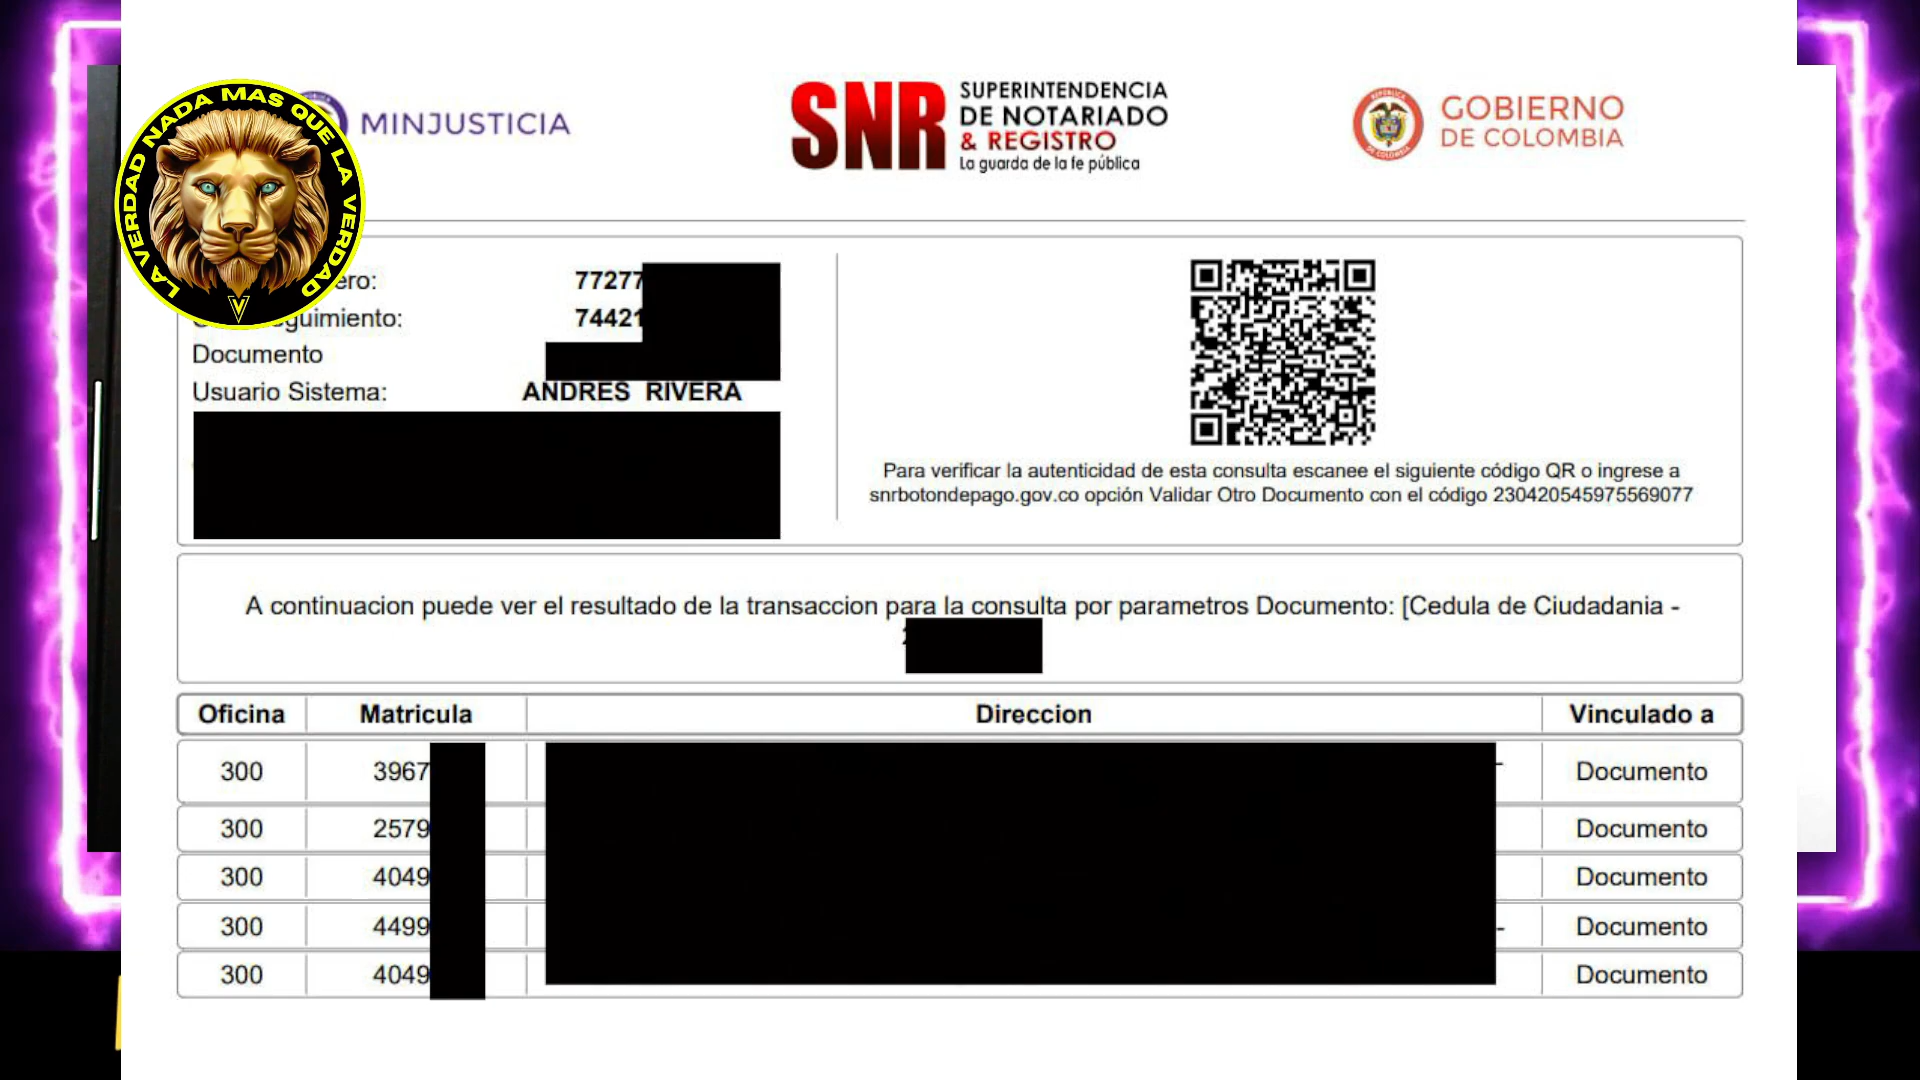 LA VERDAD NADA MAS QUE LA VERDAD
V
MINJUSTICIA
SNR
SUPERINTENDENCIA
DE NOTARIADO
& REGISTRO
La guarda de la fe pública
GOBIERNO
DE COLOMBIA
ero: 77277
guimiento: 74421
Documento
Usuario Sistema: ANDRES RIVERA
Para verificar la autenticidad de esta consulta escanee el siguiente código QR o ingrese a
snrbotondepago.gov.co opción Validar Otro Documento con el código 230420545975569077
A continuacion puede ver el resultado de la transaccion para la consulta por parametros Documento: [Cedula de Ciudadania -
Oficina Matricula Direccion Vinculado a
300 3967 - Documento
300 2579 Documento
300 4049 Documento
300 4499 - Documento
300 4049 Documento